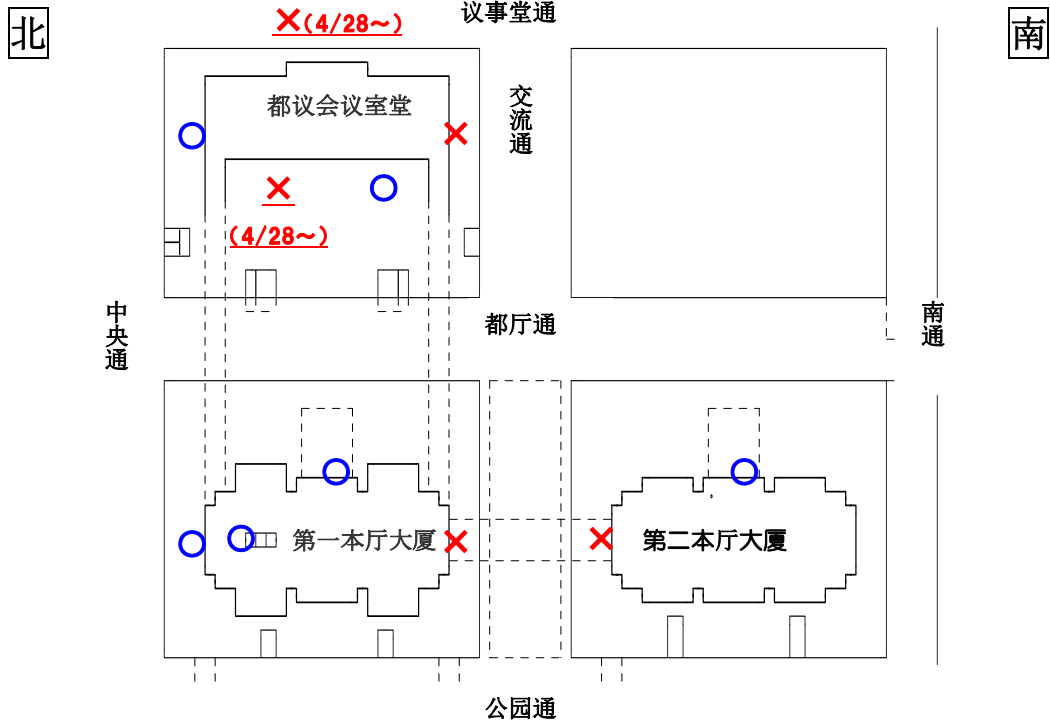 北
议事堂通
南
×(4/28～)
都议会议室堂
交流通
(4/28～)
中央通
都厅通
南通
第一本厅大厦
第二本厅大厦
公园通